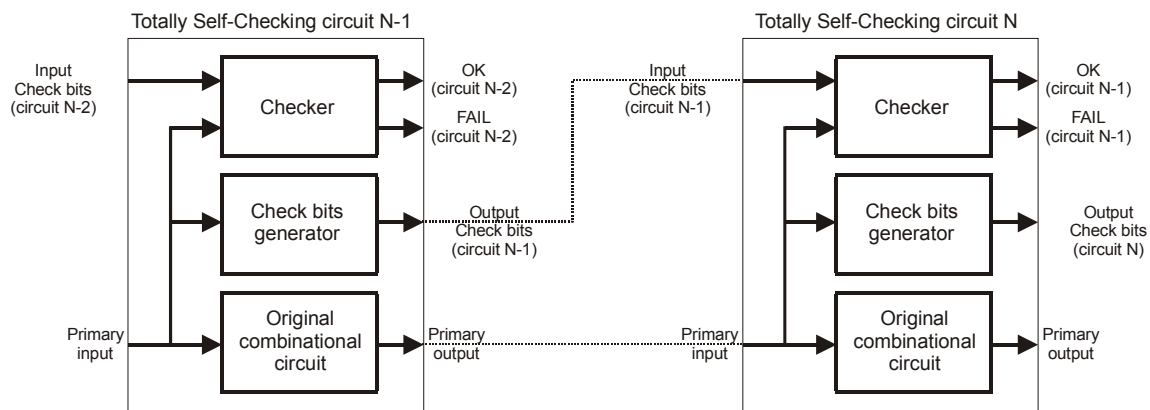 Totally Self-Checking circuit N-1
Input
Check bits
(circuit N-2)
Checker
OK
(circuit N-2)
FAIL
(circuit N-2)
Check bits
generator
Output
Check bits
(circuit N-1)
Primary
input
Original
combinational
circuit
Primary
output
Totally Self-Checking circuit N
Input
Check bits
(circuit N-1)
Checker
OK
(circuit N-1)
FAIL
(circuit N-1)
Check bits
generator
Output
Check bits
(circuit N)
Primary
input
Original
combinational
circuit
Primary
output